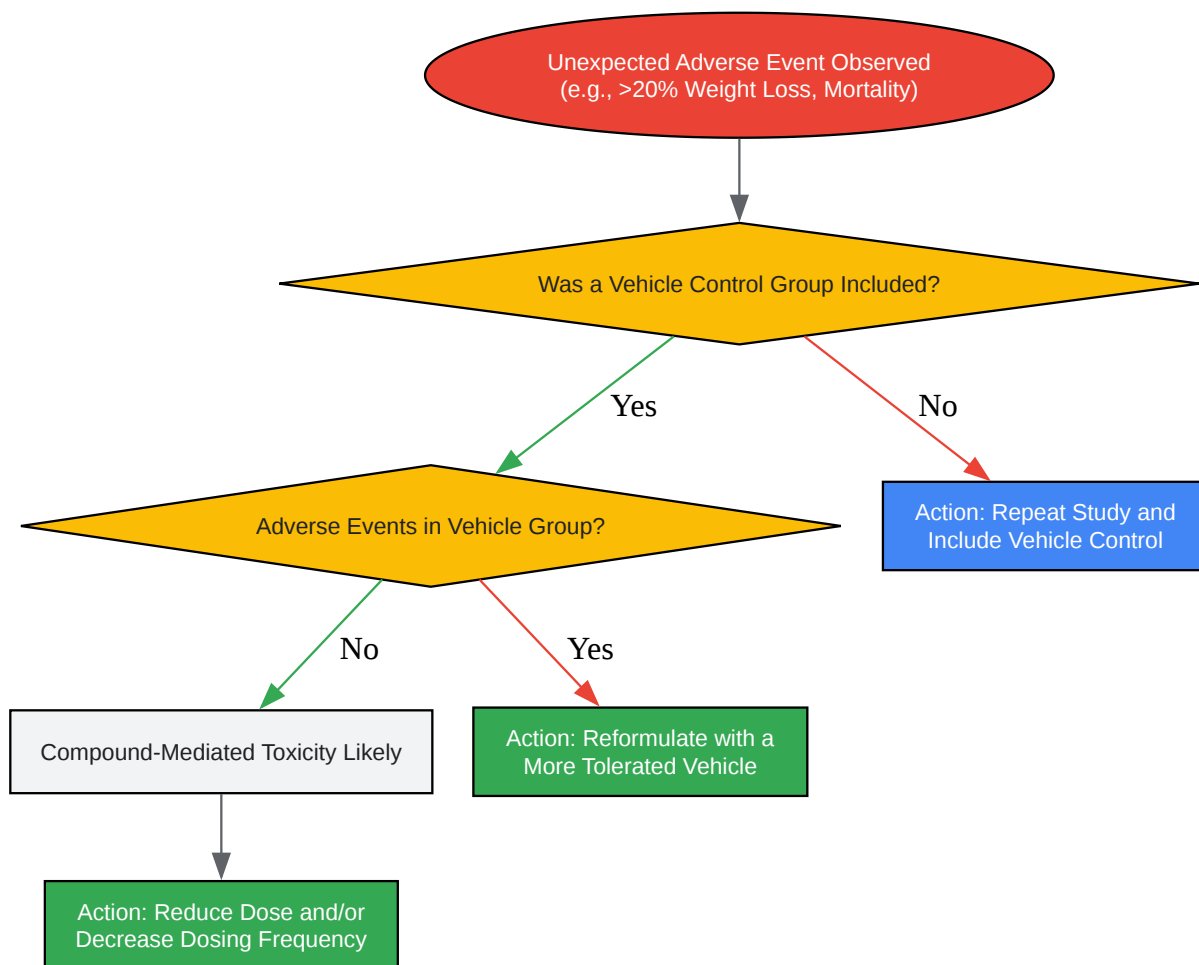 Unexpected Adverse Event Observed
(e.g., >20% Weight Loss, Mortality)
Was a Vehicle Control Group Included?
Yes
No
Adverse Events in Vehicle Group?
Action: Repeat Study and
Include Vehicle Control
No
Yes
Compound-Mediated Toxicity Likely
Action: Reformulate with a
More Tolerated Vehicle
Action: Reduce Dose and/or
Decrease Dosing Frequency